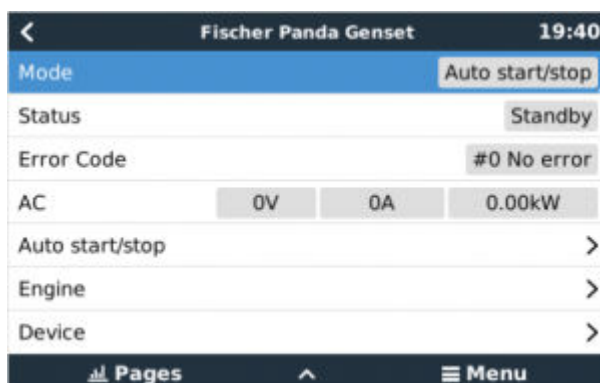 Fischer Panda Genset 19:40
Mode Auto start/stop
Status Standby
Error Code #0 No error
AC 0V 0A 0.00kW
Auto start/stop
Engine
Device
Pages Menu